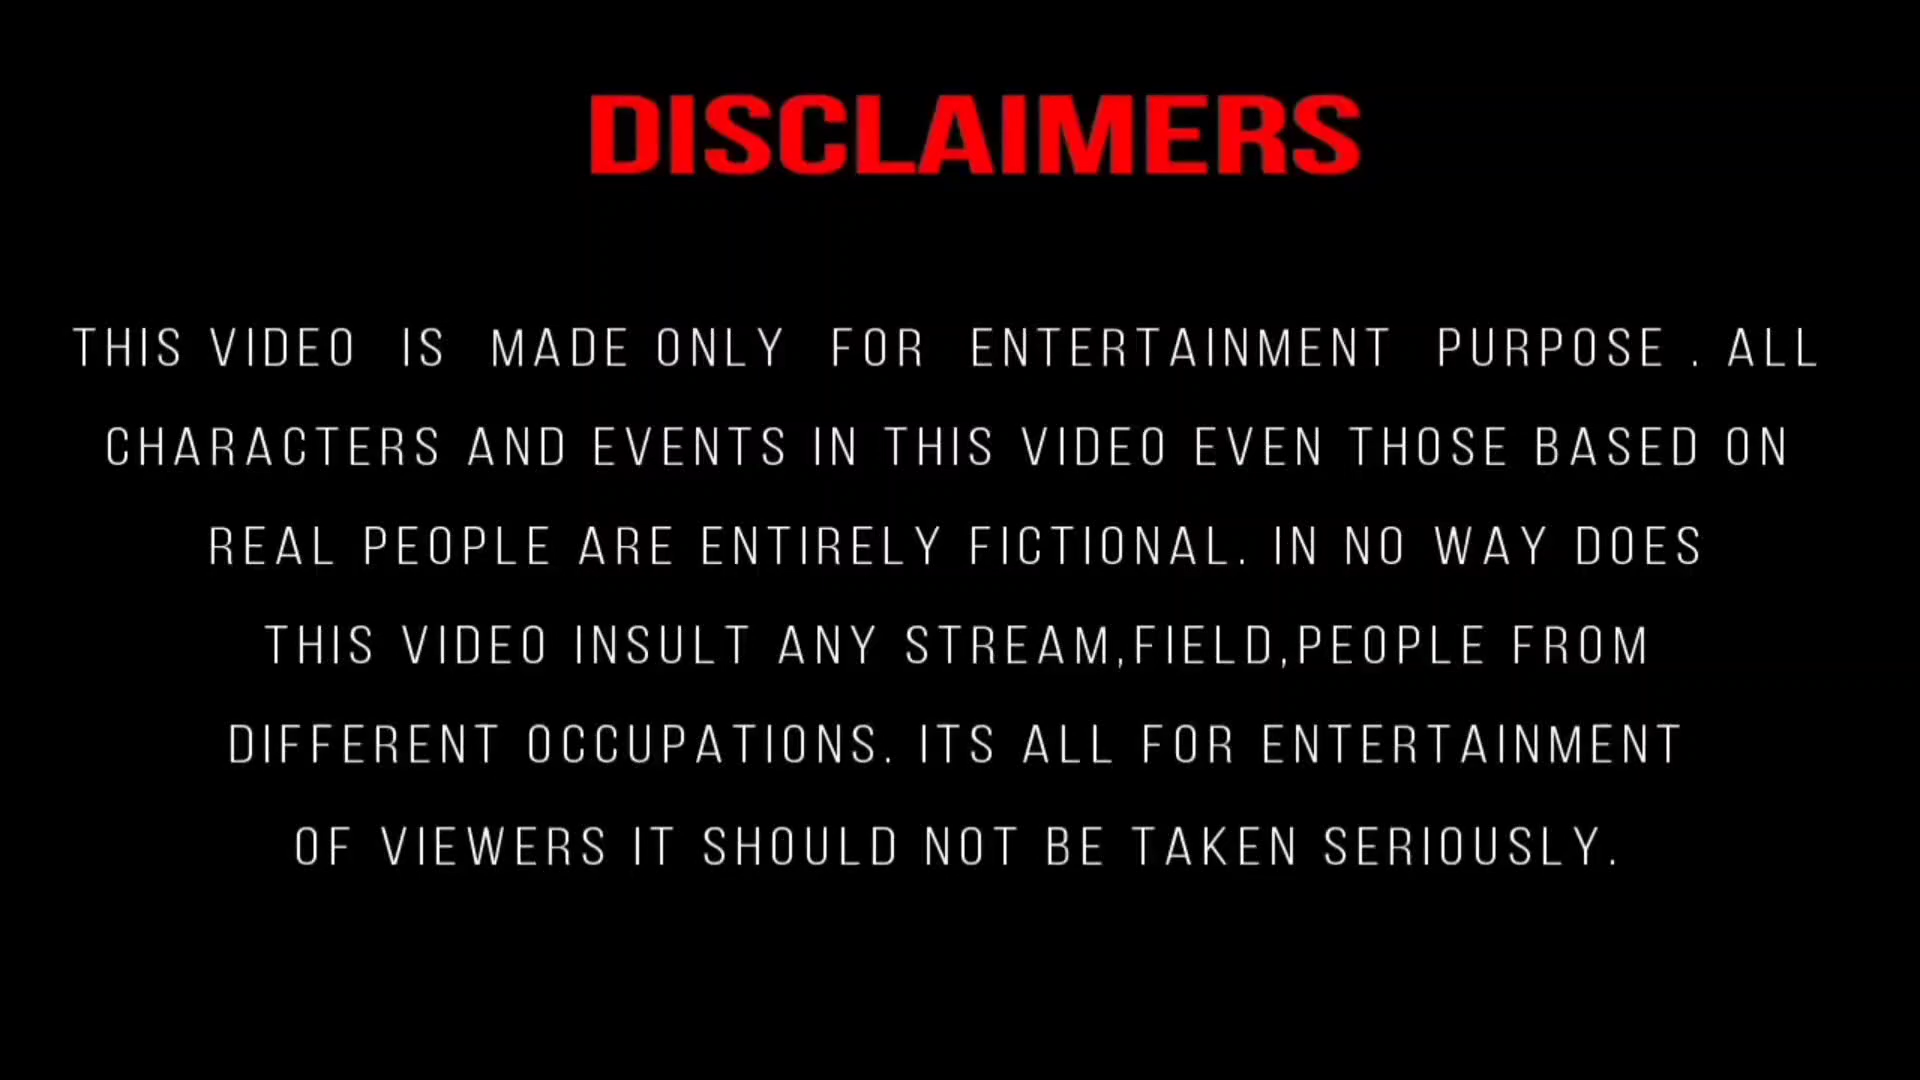 DISCLAIMERS
THIS VIDEO IS MADE ONLY FOR ENTERTAINMENT PURPOSE . ALL
CHARACTERS AND EVENTS IN THIS VIDEO EVEN THOSE BASED ON
REAL PEOPLE ARE ENTIRELY FICTIONAL. IN NO WAY DOES
THIS VIDEO INSULT ANY STREAM,FIELD,PEOPLE FROM
DIFFERENT OCCUPATIONS. ITS ALL FOR ENTERTAINMENT
OF VIEWERS IT SHOULD NOT BE TAKEN SERIOUSLY.